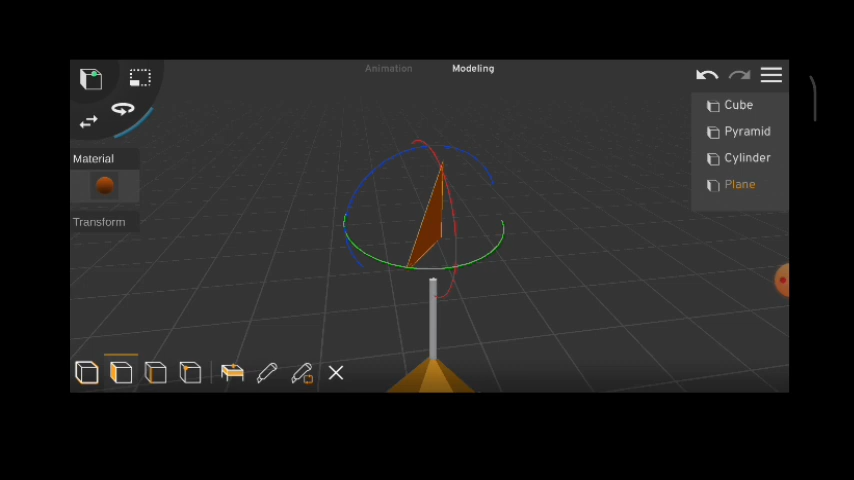 Animation
Modeling
Cube
Pyramid
Cylinder
Plane
Material
Transform